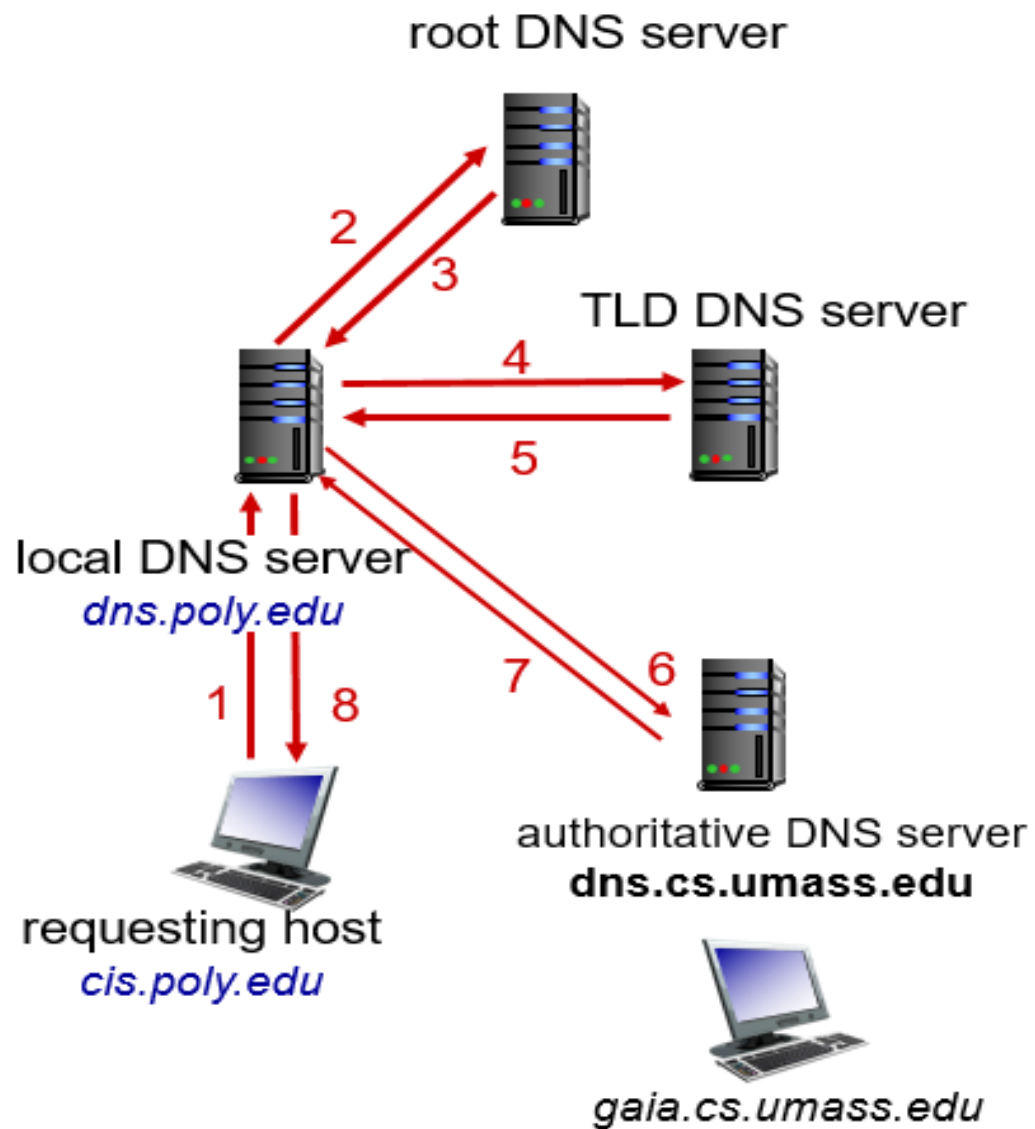 root DNS server
2
3
TLD DNS server
4
5
local DNS server
dns.poly.edu
1
8
7
6
authoritative DNS server
dns.cs.umass.edu
requesting host
cis.poly.edu
gaia.cs.umass.edu